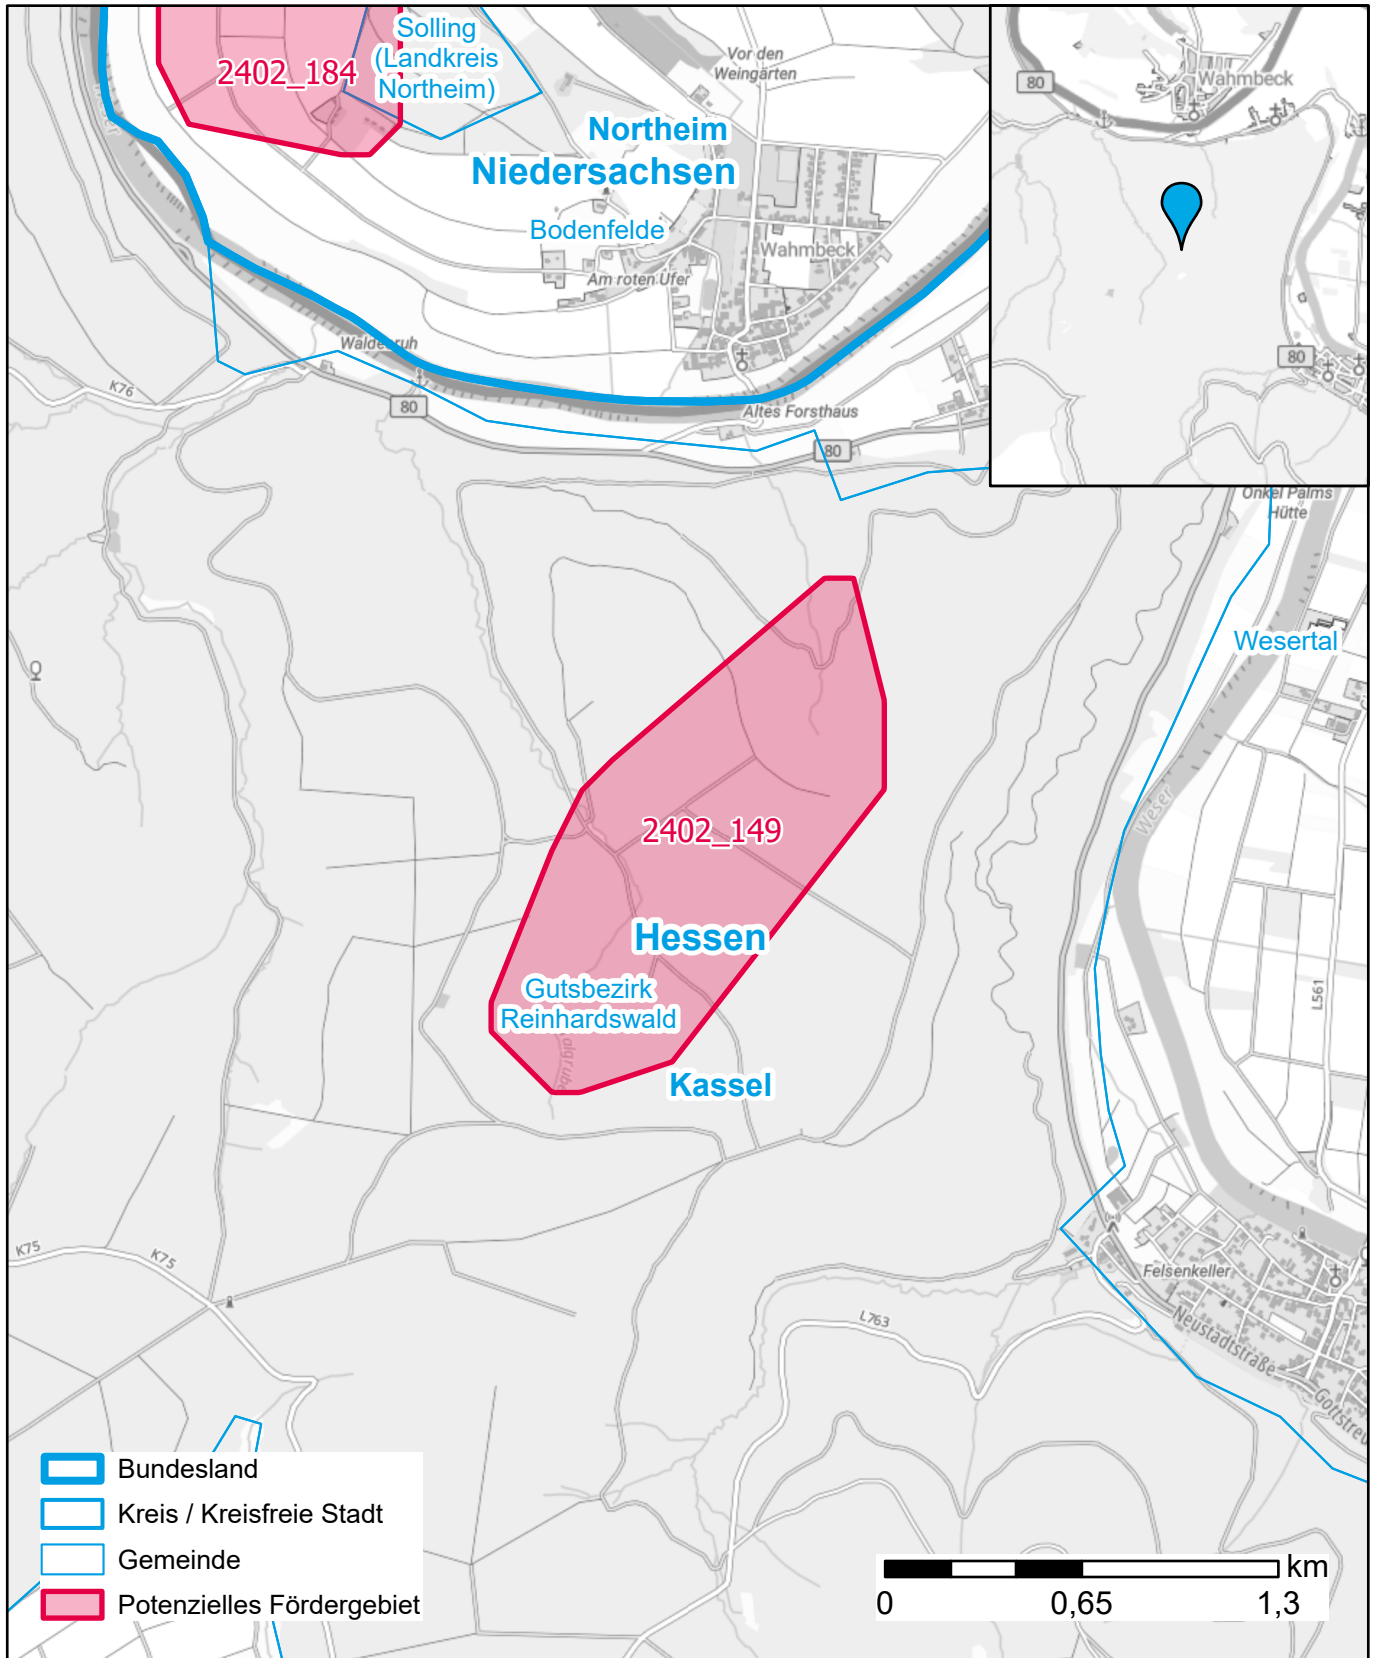 Solling
(Landkreis
Northeim)
2402_184
Vor den
Weingärten
80
Wahmbeck
Northeim
Niedersachsen
Bodenfelde
Wahmbeck
Am roten Ufer
Waldesruh
K76
80
Altes Forsthaus
80
80
Onkel Palms
Hütte
Wesertal
Weser
2402_149
Hessen
Gutsbezirk
Reinhardswald
Kassel
L561
K75
K75
Felsenkeller
Neustadtstraße
L763
Bundesland
Kreis / Kreisfreie Stadt
Gemeinde
Potenzielles Fördergebiet
km
0 0,65 1,3